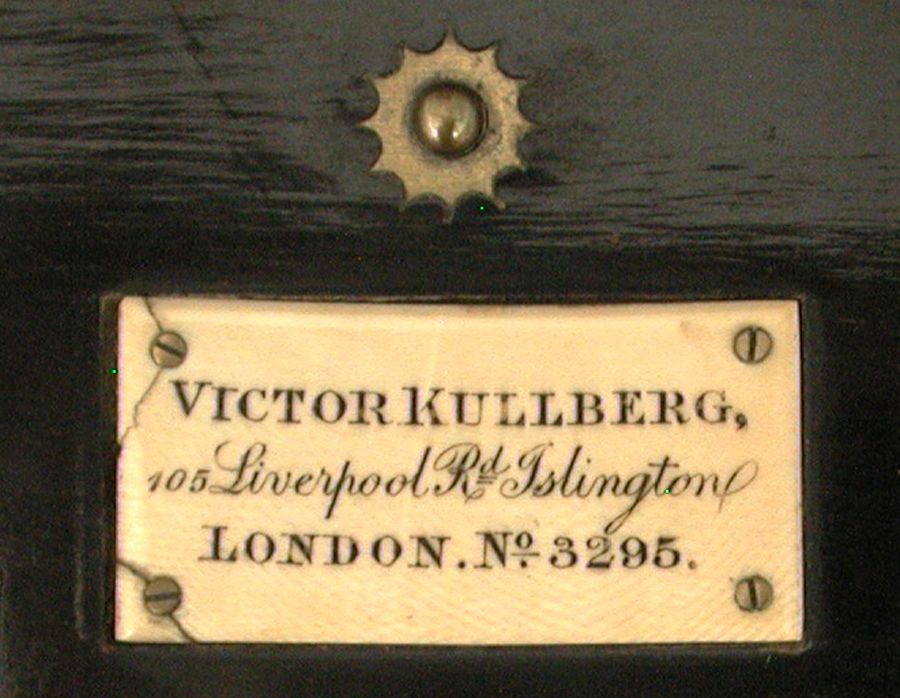 VICTOR KULLBERG,
105 Liverpool Rd Islington
LONDON. No 3295.